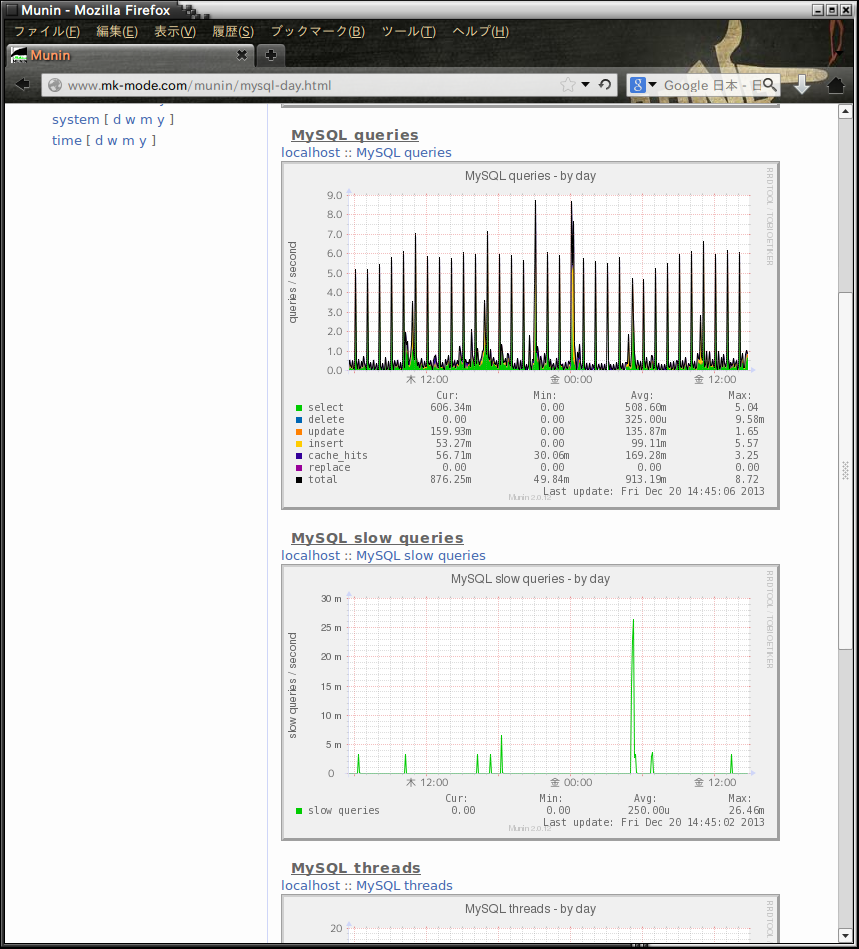 Munin - Mozilla Firefox
ファイル(F) 編集(E) 表示(V) 履歴(S) ブックマーク(B) ツール(T) ヘルプ(H)
Munin
www.mk-mode.com/munin/mysql-day.html
Google 日本 - 日
system [ d w m y ]
time [ d w m y ]
MySQL queries
localhost :: MySQL queries
MySQL queries - by day
RRDTOOL / TOBI OETIKER
queries / second
9.0
8.0
7.0
6.0
5.0
4.0
3.0
2.0
1.0
0.0
木 12:00 金 00:00 金 12:00
Cur: Min: Avg: Max:
select 606.34m 0.00 508.60m 5.04
delete 0.00 0.00 325.00u 9.58m
update 159.93m 0.00 135.87m 1.65
insert 53.27m 0.00 99.11m 5.57
cache_hits 56.71m 30.06m 169.28m 3.25
replace 0.00 0.00 0.00 0.00
total 876.25m 49.84m 913.19m 8.72
Last update: Fri Dec 20 14:45:06 2013
MySQL slow queries
localhost :: MySQL slow queries
MySQL slow queries - by day
RRDTOOL / TOBI OETIKER
slow queries / second
30 m
25 m
20 m
15 m
10 m
5 m
0
木 12:00 金 00:00 金 12:00
Cur: Min: Avg: Max:
slow queries 0.00 0.00 250.00u 26.46m
Last update: Fri Dec 20 14:45:02 2013
MySQL threads
localhost :: MySQL threads
MySQL threads - by day
20